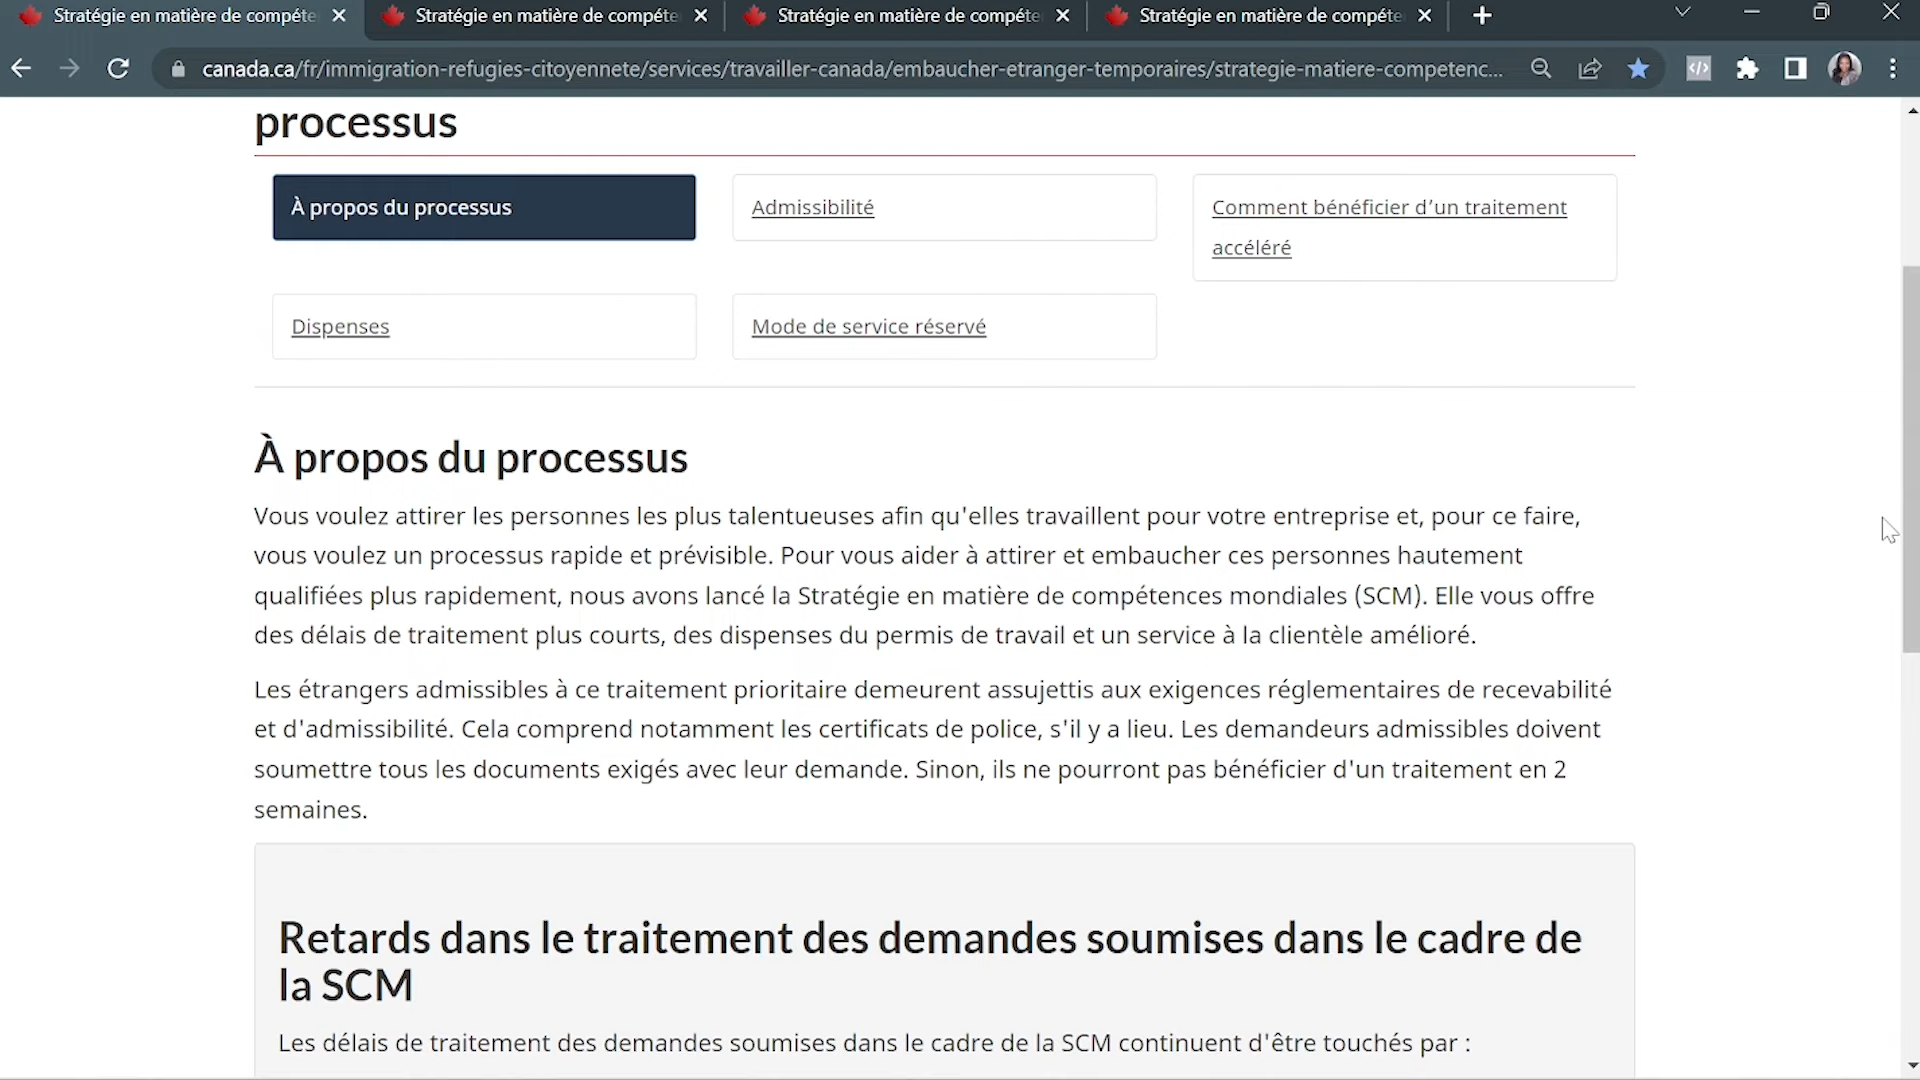 Stratégie en matière de compéte
Stratégie en matière de compéte
Stratégie en matière de compéte
Stratégie en matière de compéte
canada.ca/fr/immigration-refugies-citoyennete/services/travailler-canada/embaucher-etranger-temporaires/strategie-matiere-competenc...
processus
À propos du processus
Admissibilité
Comment bénéficier d’un traitement
accéléré
Dispenses
Mode de service réservé
À propos du processus
Vous voulez attirer les personnes les plus talentueuses afin qu'elles travaillent pour votre entreprise et, pour ce faire,
vous voulez un processus rapide et prévisible. Pour vous aider à attirer et embaucher ces personnes hautement
qualifiées plus rapidement, nous avons lancé la Stratégie en matière de compétences mondiales (SCM). Elle vous offre
des délais de traitement plus courts, des dispenses du permis de travail et un service à la clientèle amélioré.
Les étrangers admissibles à ce traitement prioritaire demeurent assujettis aux exigences réglementaires de recevabilité
et d'admissibilité. Cela comprend notamment les certificats de police, s'il y a lieu. Les demandeurs admissibles doivent
soumettre tous les documents exigés avec leur demande. Sinon, ils ne pourront pas bénéficier d'un traitement en 2
semaines.
Retards dans le traitement des demandes soumises dans le cadre de
la SCM
Les délais de traitement des demandes soumises dans le cadre de la SCM continuent d'être touchés par :